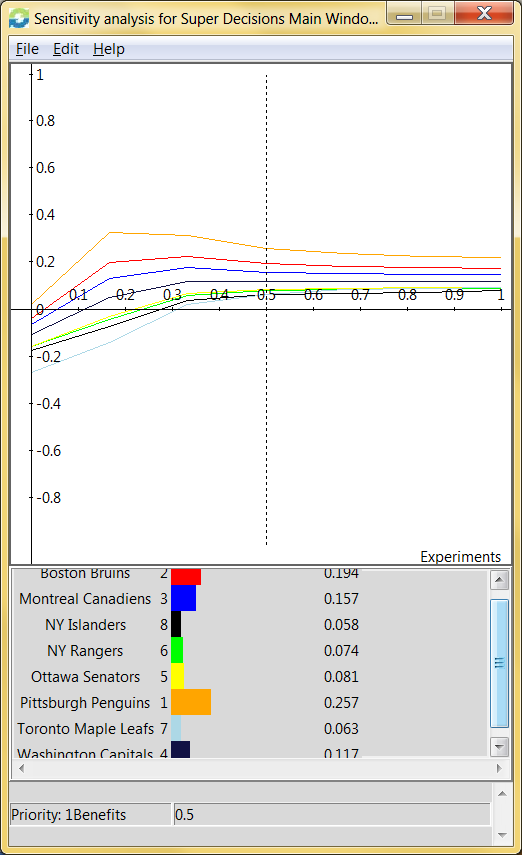 Sensitivity analysis for Super Decisions Main Windo...
File Edit Help
1
0.8
0.6
0.4
0.2
0 0.1 0.2 0.3 0.4 0.5 0.6 0.7 0.8 0.9 1
-0.2
-0.4
-0.6
-0.8
Experiments
Boston Bruins 2 0.194
Montreal Canadiens 3 0.157
NY Islanders 8 0.058
NY Rangers 6 0.074
Ottawa Senators 5 0.081
Pittsburgh Penguins 1 0.257
Toronto Maple Leafs 7 0.063
Washington Capitals 4 0.117
Priority: 1Benefits 0.5